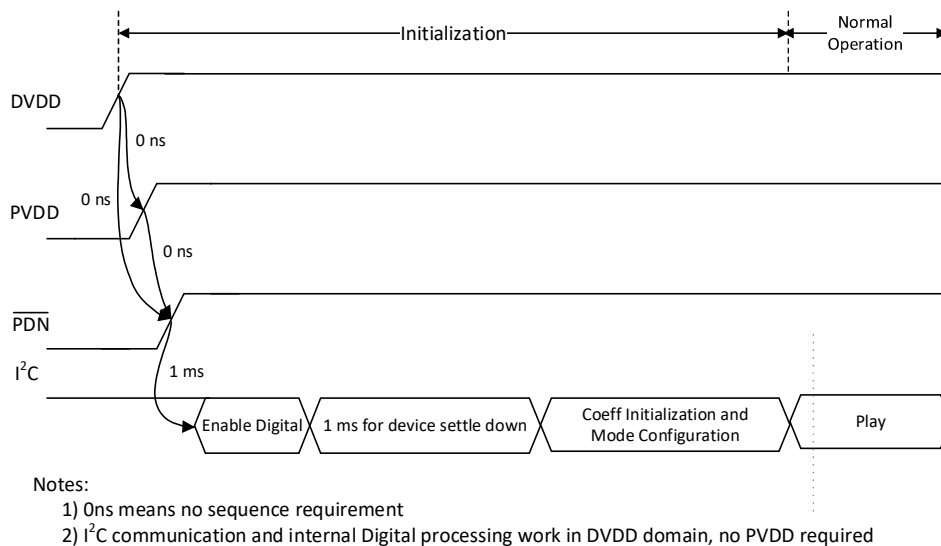 Initialization
Normal
Operation
DVDD
0 ns
0 ns
PVDD
0 ns
PDN
1 ms
I²C
Enable Digital
1 ms for device settle down
Coeff Initialization and
Mode Configuration
Play
Notes:
1) 0ns means no sequence requirement
2) I²C communication and internal Digital processing work in DVDD domain, no PVDD required